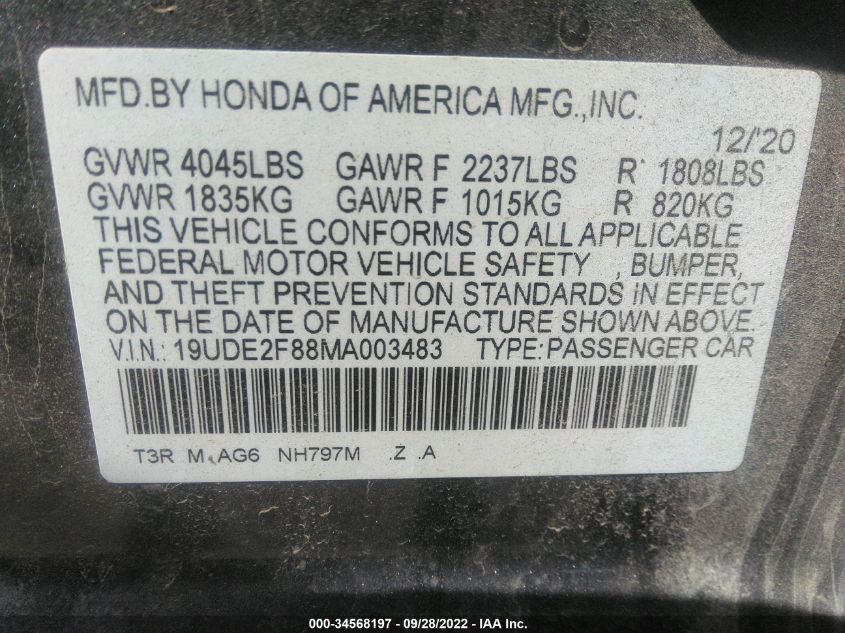 MFD.BY HONDA OF AMERICA MFG.,INC.
12/'20
GVWR 4045LBS GAWR F 2237LBS R 1808LBS
GVWR 1835KG GAWR F 1015KG R 820KG
THIS VEHICLE CONFORMS TO ALL APPLICABLE
FEDERAL MOTOR VEHICLE SAFETY , BUMPER,
AND THEFT PREVENTION STANDARDS IN EFFECT
ON THE DATE OF MANUFACTURE SHOWN ABOVE.
V.I.N.: 19UDE2F88MA003483 TYPE:PASSENGER CAR
T3R M AG6 NH797M .Z .A
000-34568197 - 09/28/2022 - IAA Inc.